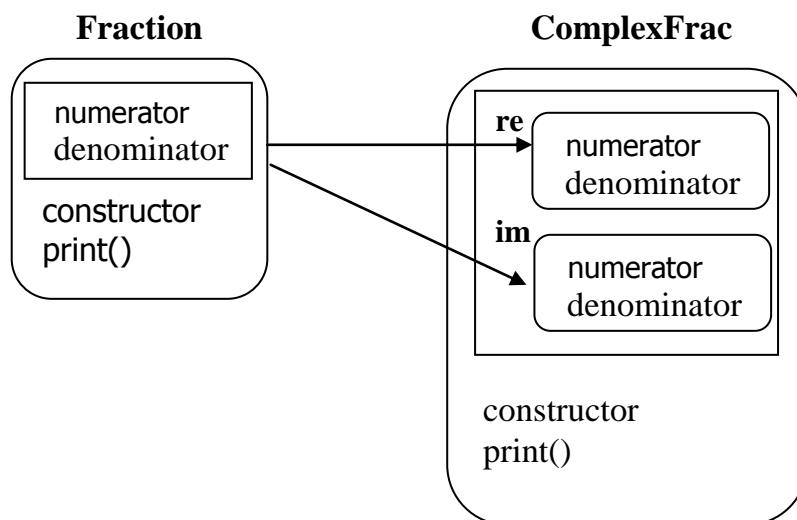 Fraction
numerator
denominator
constructor
print()
ComplexFrac
re
numerator
denominator
im
numerator
denominator
constructor
print()